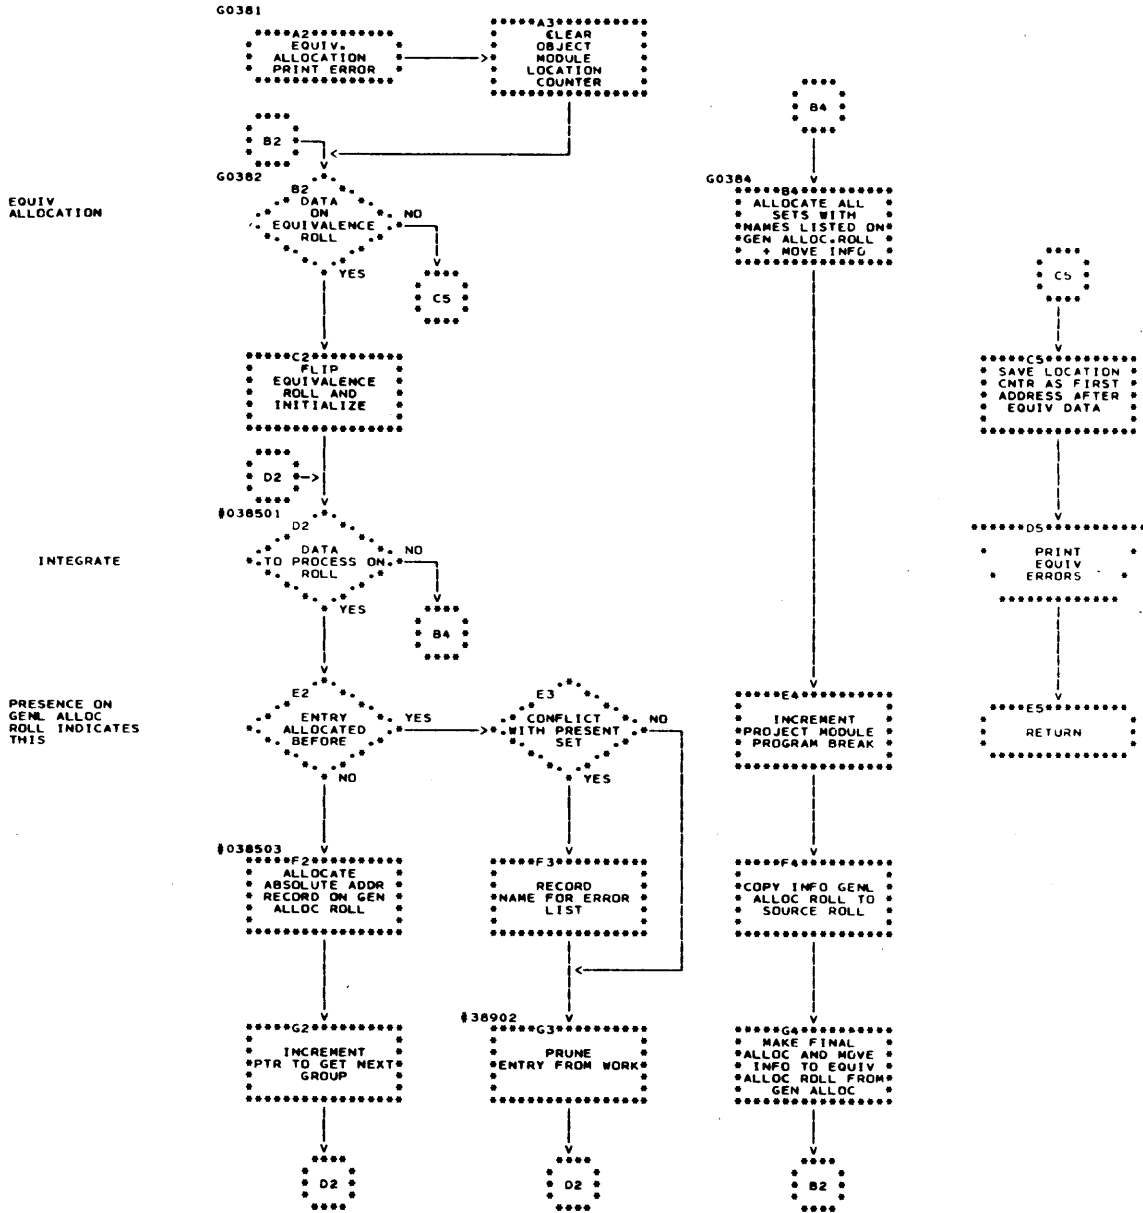 G0381
A2
EQUIV.
ALLOCATION
PRINT ERROR
A3
CLEAR
OBJECT
MODULE
LOCATION
COUNTER
B2
B4
G0382
B2
DATA
ON
EQUIVALENCE
ROLL
NO
YES
EQUIV
ALLOCATION
C5
G0384
B4
ALLOCATE ALL
SETS WITH
NAMES LISTED ON
GEN ALLOC.ROLL
+ MOVE INFO
C5
C2
FLIP
EQUIVALENCE
ROLL AND
INITIALIZE
C5
SAVE LOCATION
CNTR AS FIRST
ADDRESS AFTER
EQUIV DATA
D2
#038501
D2
DATA
TO PROCESS ON
ROLL
NO
YES
INTEGRATE
B4
D5
PRINT
EQUIV
ERRORS
PRESENCE ON
GENL ALLOC
ROLL INDICATES
THIS
E2
ENTRY
ALLOCATED
BEFORE
YES
NO
E3
CONFLICT
WITH PRESENT
SET
NO
YES
E4
INCREMENT
PROJECT MODULE
PROGRAM BREAK
E5
RETURN
#038503
F2
ALLOCATE
ABSOLUTE ADDR
RECORD ON GEN
ALLOC ROLL
F3
RECORD
NAME FOR ERROR
LIST
F4
COPY INFO GENL
ALLOC ROLL TO
SOURCE ROLL
G2
INCREMENT
PTR TO GET NEXT
GROUP
#38902
G3
PRUNE
ENTRY FROM WORK
G4
MAKE FINAL
ALLOC AND MOVE
INFO TO EQUIV
ALLOC ROLL FROM
GEN ALLOC
D2
D2
B2